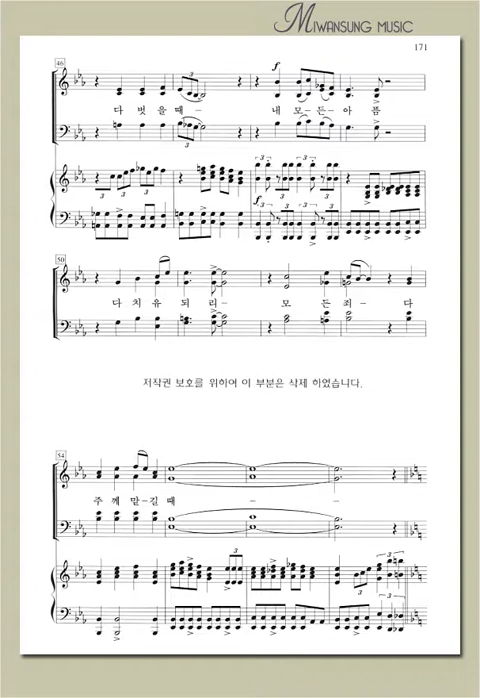 MIWANSUNG MUSIC
171
46
다 벗 을 때 - 내 모 - 든 - 아 픔
50
다 치 유 되 리 - 모 든 죄 - 다
저작권 보호를 위하여 이 부분은 삭제 하었습니다.
54
주 께 맡 - 길 때 - -